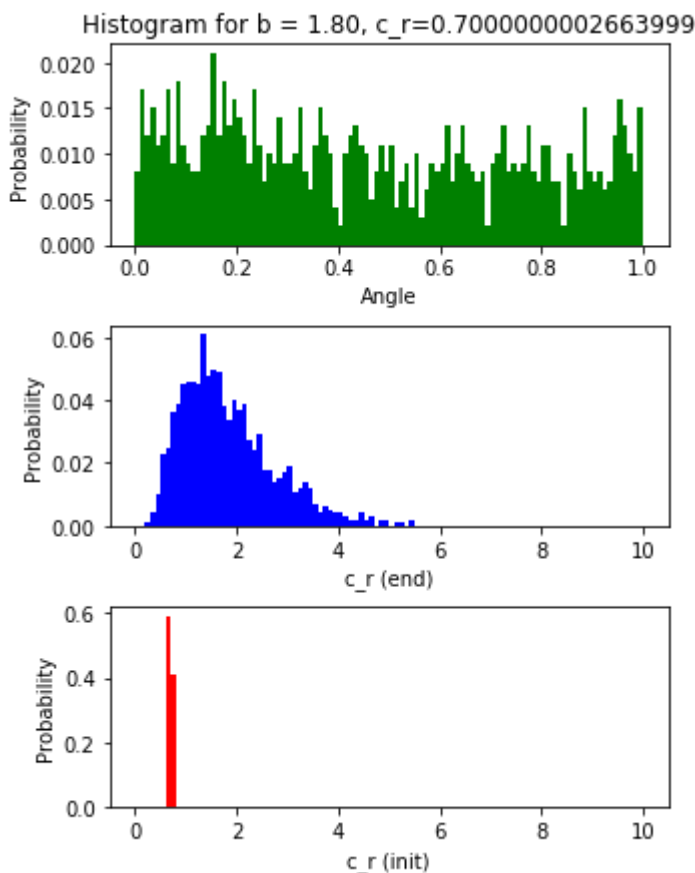 Histogram for b = 1.80, c_r=0.7000000002663999
0.020
0.015
0.010
0.005
0.000
Probability
0.0 0.2 0.4 0.6 0.8 1.0
Angle
0.06
0.04
0.02
0.00
Probability
0 2 4 6 8 10
c_r (end)
0.6
0.4
0.2
0.0
Probability
0 2 4 6 8 10
c_r (init)